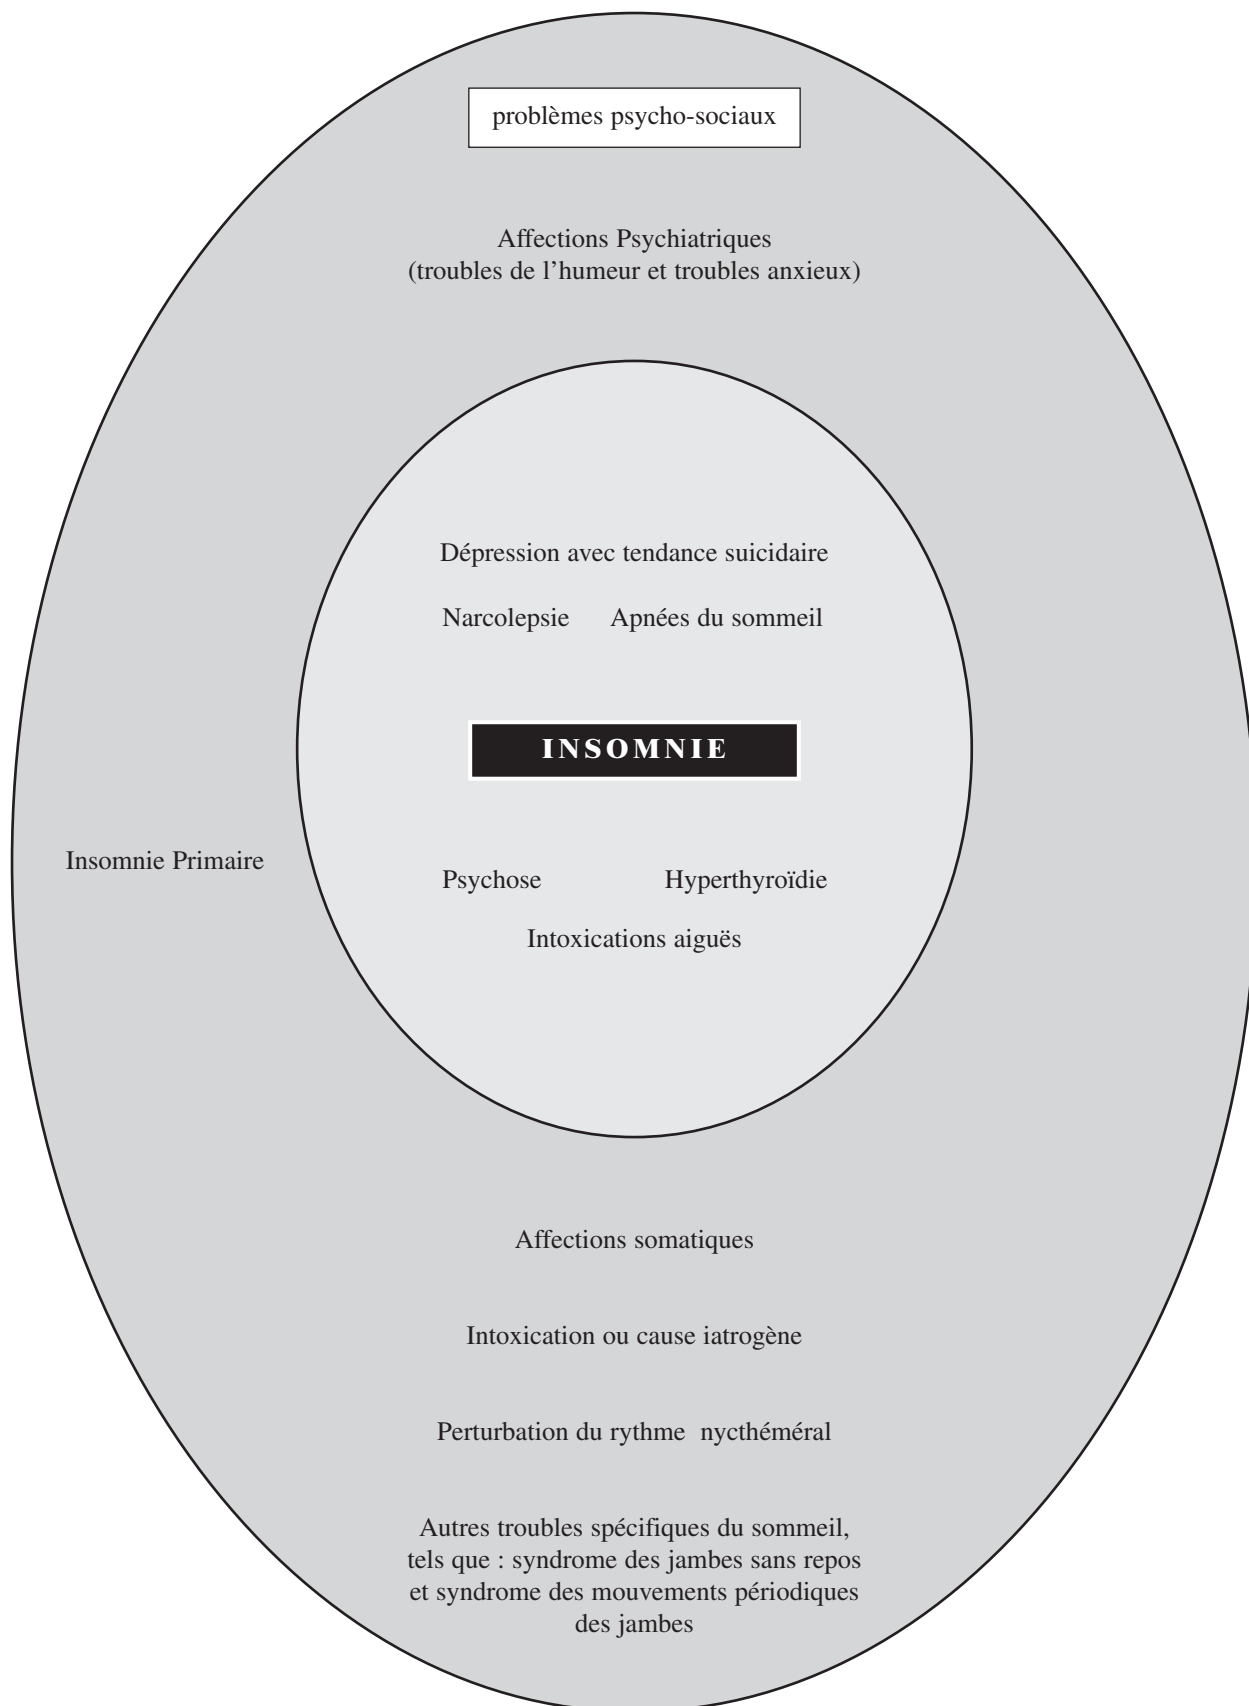 problèmes psycho-sociaux
Affections Psychiatriques
(troubles de l’humeur et troubles anxieux)
Dépression avec tendance suicidaire
Narcolepsie Apnées du sommeil
INSOMNIE
Insomnie Primaire
Psychose Hyperthyroïdie
Intoxications aiguës
Affections somatiques
Intoxication ou cause iatrogène
Perturbation du rythme nycthéméral
Autres troubles spécifiques du sommeil,
tels que : syndrome des jambes sans repos
et syndrome des mouvements périodiques
des jambes